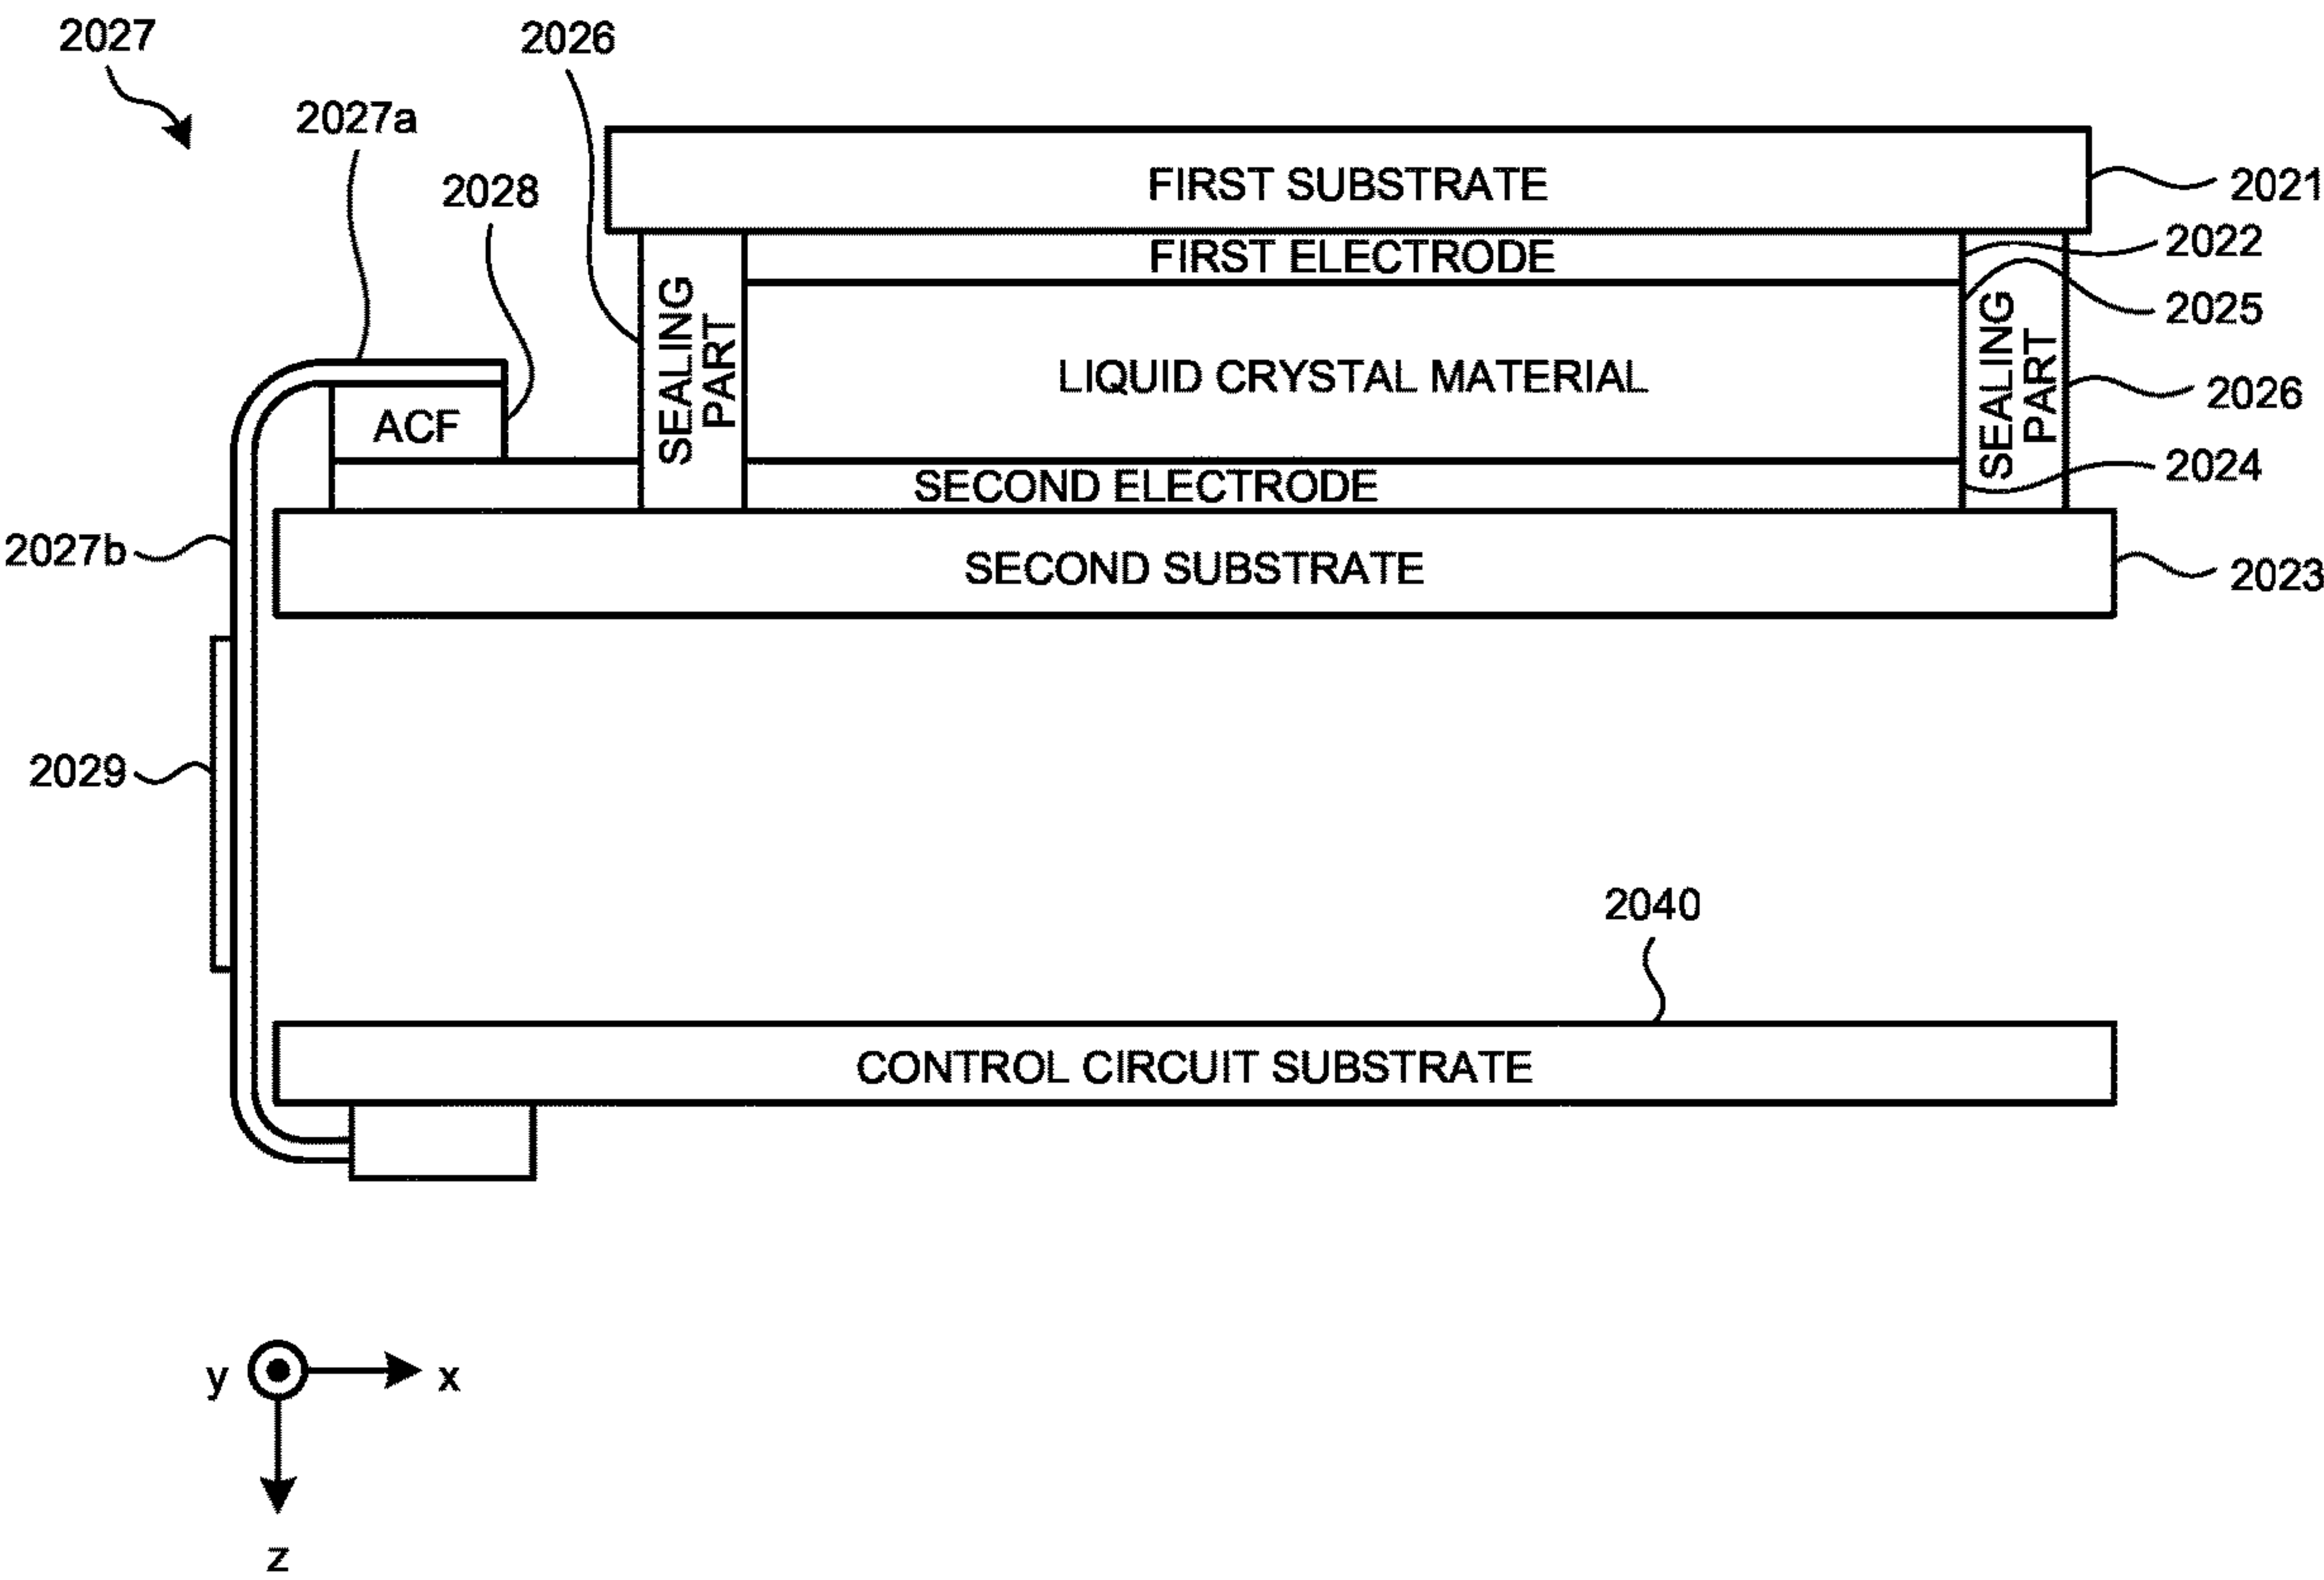 2027
2026
2027a
2028
FIRST SUBSTRATE
2021
FIRST ELECTRODE
2022
SEALING
PART
2025
LIQUID CRYSTAL MATERIAL
SEALING
PART
2026
ACF
2024
SECOND ELECTRODE
2027b
SECOND SUBSTRATE
2023
2029
2040
CONTROL CIRCUIT SUBSTRATE
y
x
z